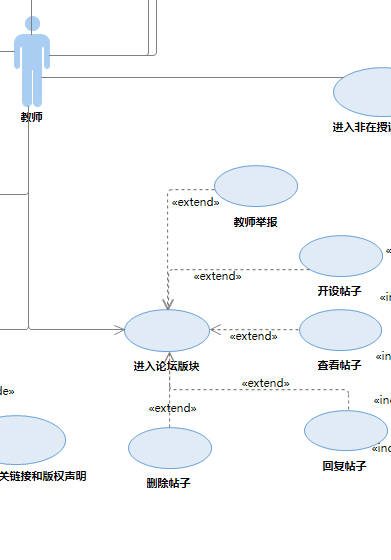 教师
进入非在授
«extend»
教师举报
«extend»
开设帖子
«extend»
进入论坛版块
查看帖子
«extend»
«extend»
关链接和版权声明
删除帖子
回复帖子